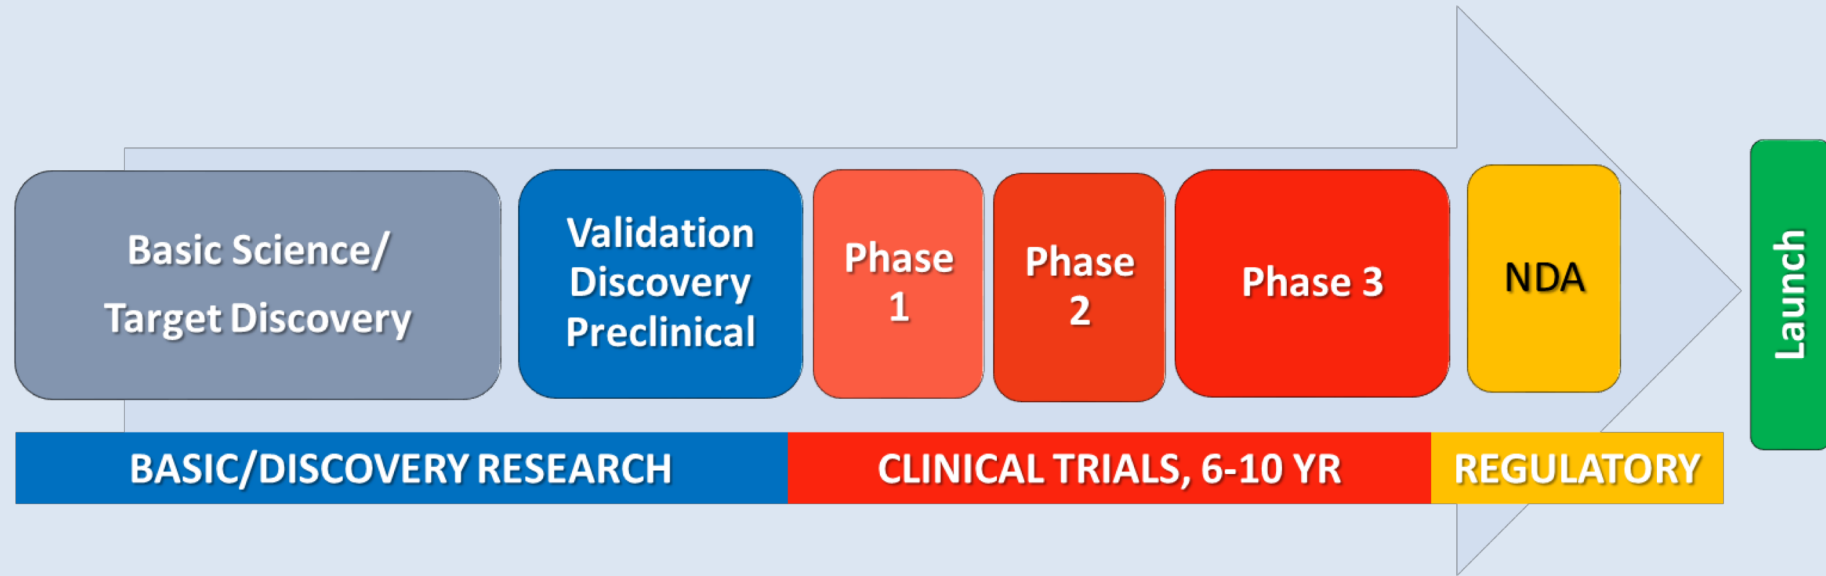 Basic Science/
Target Discovery
Validation
Discovery
Preclinical
Phase
1
Phase
2
Phase 3
NDA
Launch
BASIC/DISCOVERY RESEARCH
CLINICAL TRIALS, 6-10 YR
REGULATORY